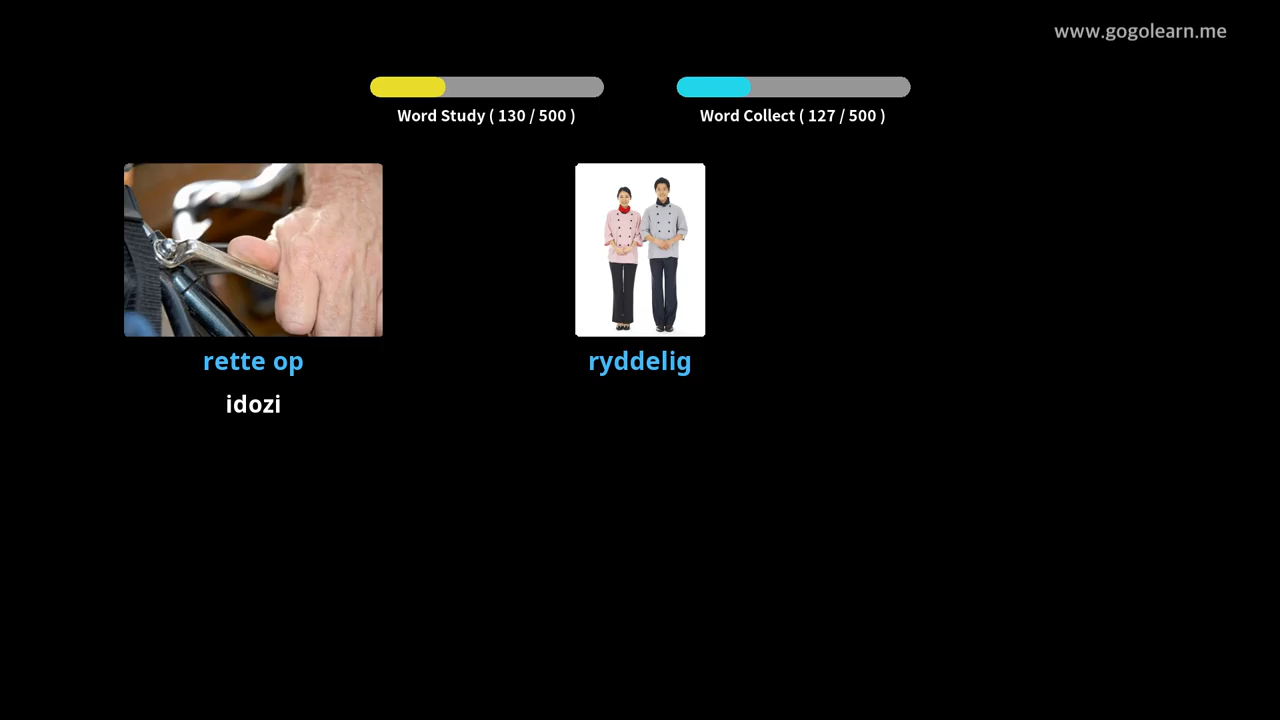 www.gogolearn.me
Word Study ( 130 / 500 )
Word Collect ( 127 / 500 )
rette op
idozi
ryddelig